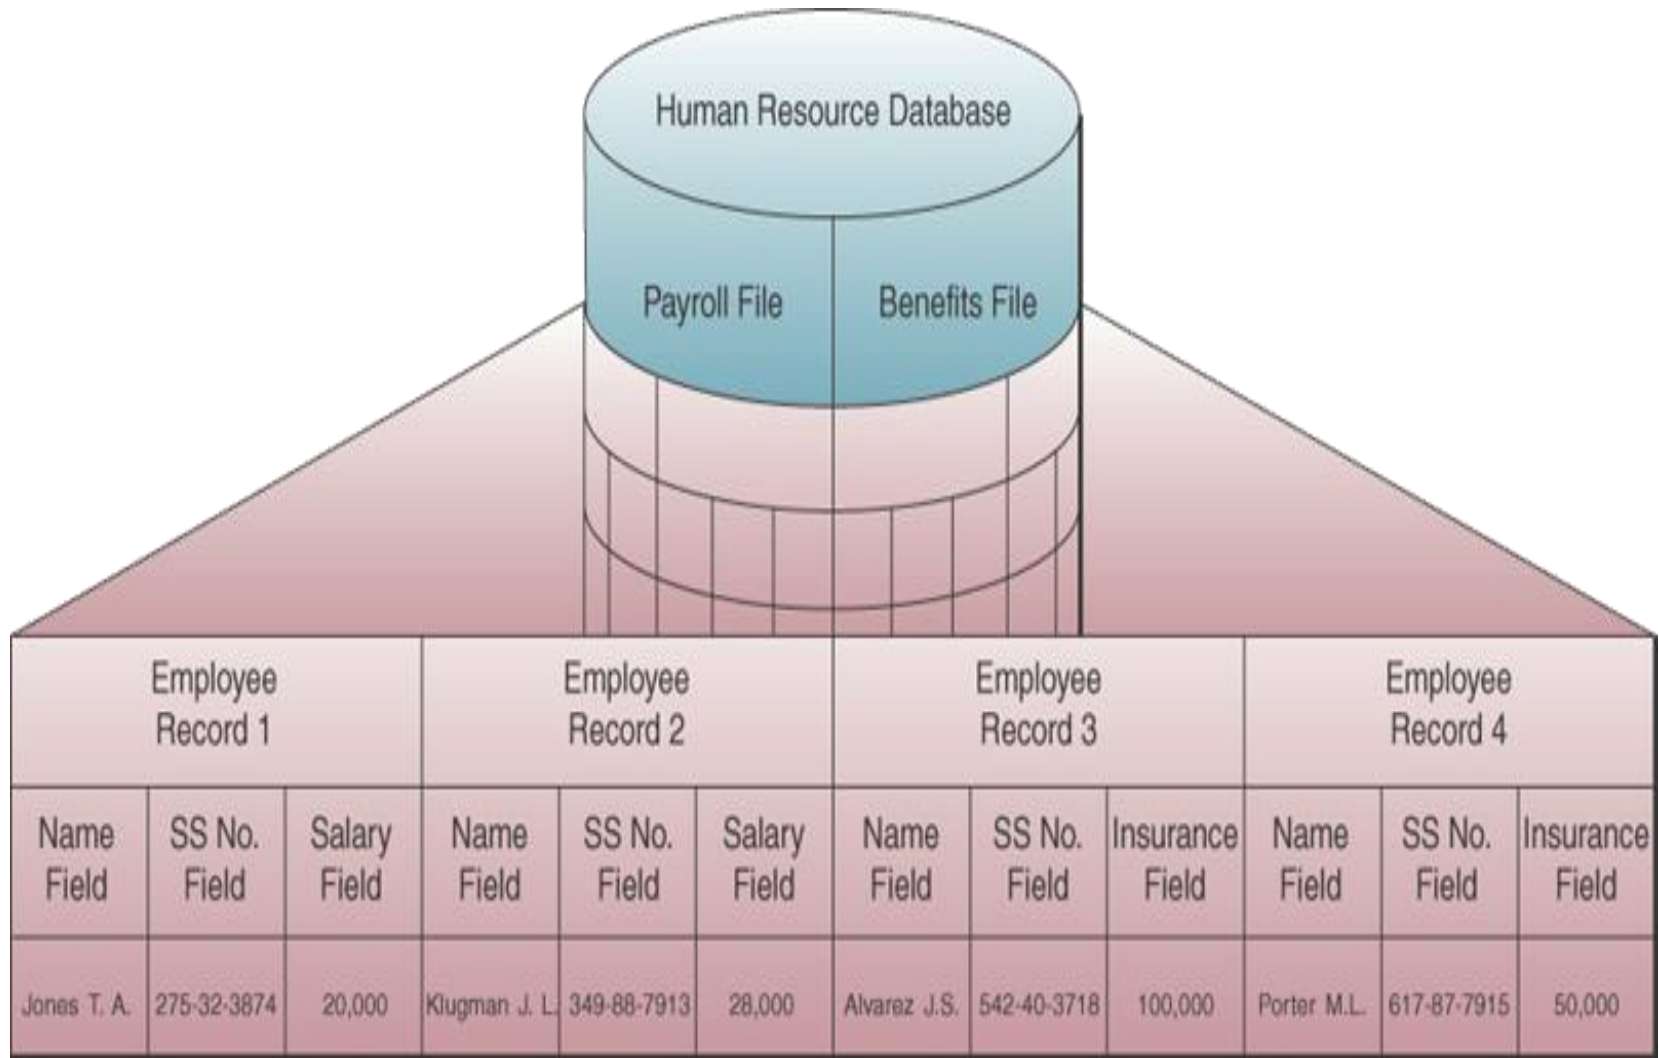 Human Resource Database
Payroll File Benefits File
Employee Record 1
Employee Record 2
Employee Record 3
Employee Record 4
Name Field
SS No. Field
Salary Field
Name Field
SS No. Field
Salary Field
Name Field
SS No. Field
Insurance Field
Name Field
SS No. Field
Insurance Field
Jones T. A. 275-32-3874 20,000 Klugman J. L. 349-88-7913 28,000 Alvarez J.S. 542-40-3718 100,000 Porter M.L. 617-87-7915 50,000